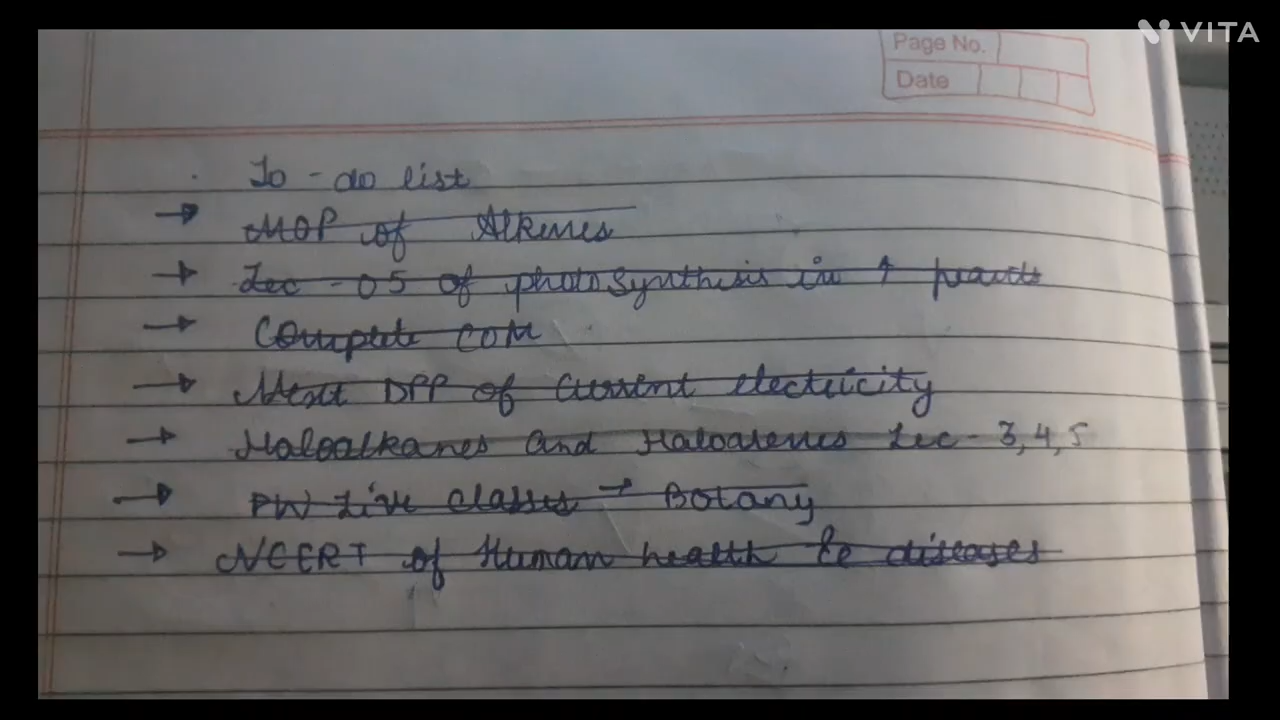 VITA
Page No.
Date
To-do list
→ MOP of Alkenes
→ Lec-05 of photosynthesis in ↑ plants
→ Complete COM
→ Next DPP of Current electricity
→ Haloalkanes and Haloarenes Lec-3,4,5
→ PW Live classes → Botany
→ NCERT of Human health & diseases